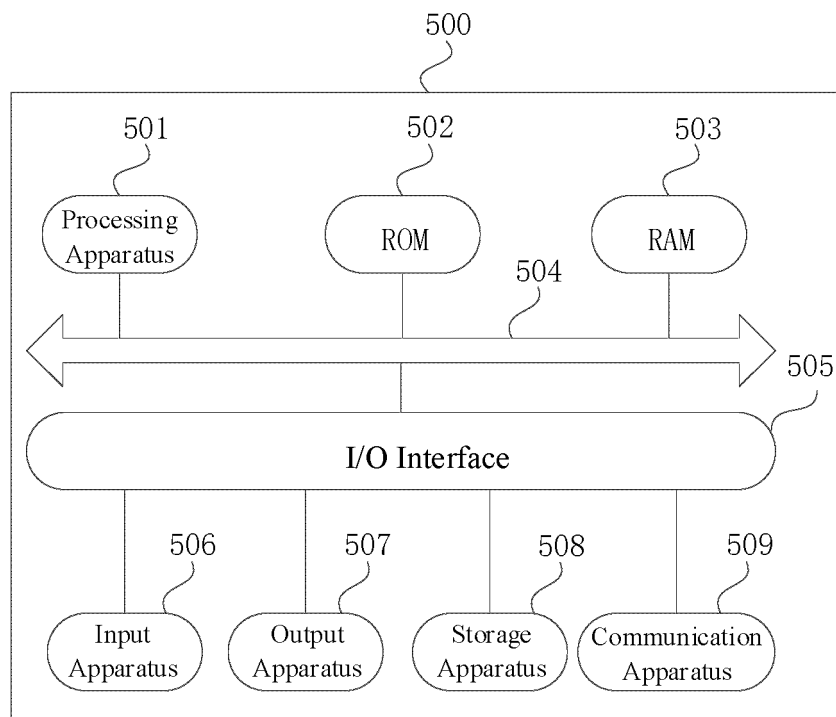 500
501
502
503
Processing
Apparatus
ROM
RAM
504
505
I/O Interface
506
507
508
509
Input
Apparatus
Output
Apparatus
Storage
Apparatus
Communication
Apparatus